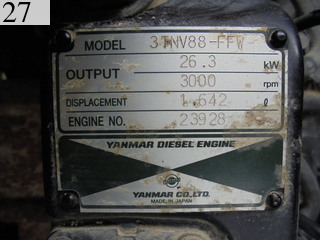 27
MODEL 3TNV88-FFW
OUTPUT 26.3 kW
3000 rpm
DISPLACEMENT 1.642 ℓ
ENGINE NO. 23928
YANMAR DIESEL ENGINE
YANMAR CO.,LTD.
MADE IN JAPAN